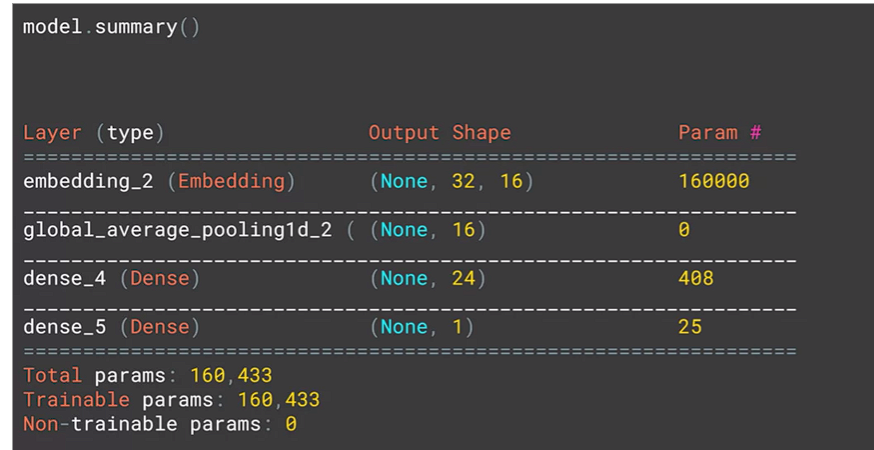 model.summary()
Layer (type) Output Shape Param #
=================================================================
embedding_2 (Embedding) (None, 32, 16) 160000
_________________________________________________________________
global_average_pooling1d_2 ( (None, 16) 0
_________________________________________________________________
dense_4 (Dense) (None, 24) 408
_________________________________________________________________
dense_5 (Dense) (None, 1) 25
=================================================================
Total params: 160,433
Trainable params: 160,433
Non-trainable params: 0